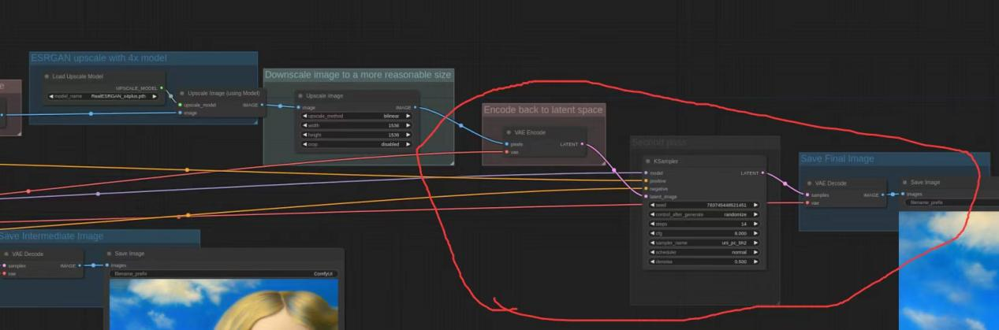 ESRGAN upscale with 4x model
Load Upscale Model
UPSCALE_MODEL
model_name RealESRGAN_x4plus.pth
Upscale Image (using Model)
upscale_model IMAGE
image
Downscale image to a more reasonable size
Upscale Image
image IMAGE
upscale_method bilinear
width 1536
height 1536
crop disabled
Encode back to latent space
VAE Encode
pixels LATENT
vae
Second pass
KSampler
model LATENT
positive
negative
latent_image
seed
control_after_generate randomize
steps 14
cfg 8.000
sampler_name uni_pc_bh2
scheduler normal
denoise 0.500
Save Final Image
VAE Decode
samples IMAGE
vae
Save Image
images
filename_prefix
Save Intermediate Image
VAE Decode
samples IMAGE
vae
Save Image
images
filename_prefix ComfyUI